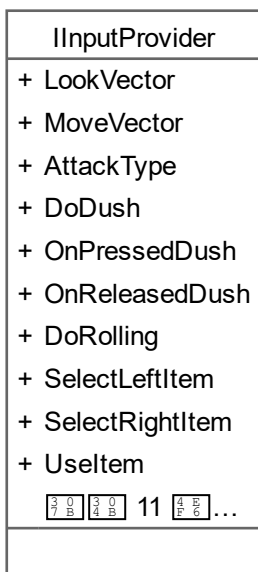 IInputProvider
+ LookVector
+ MoveVector
+ AttackType
+ DoDush
+ OnPressedDush
+ OnReleasedDush
+ DoRolling
+ SelectLeftItem
+ SelectRightItem
+ UseItem
11 …